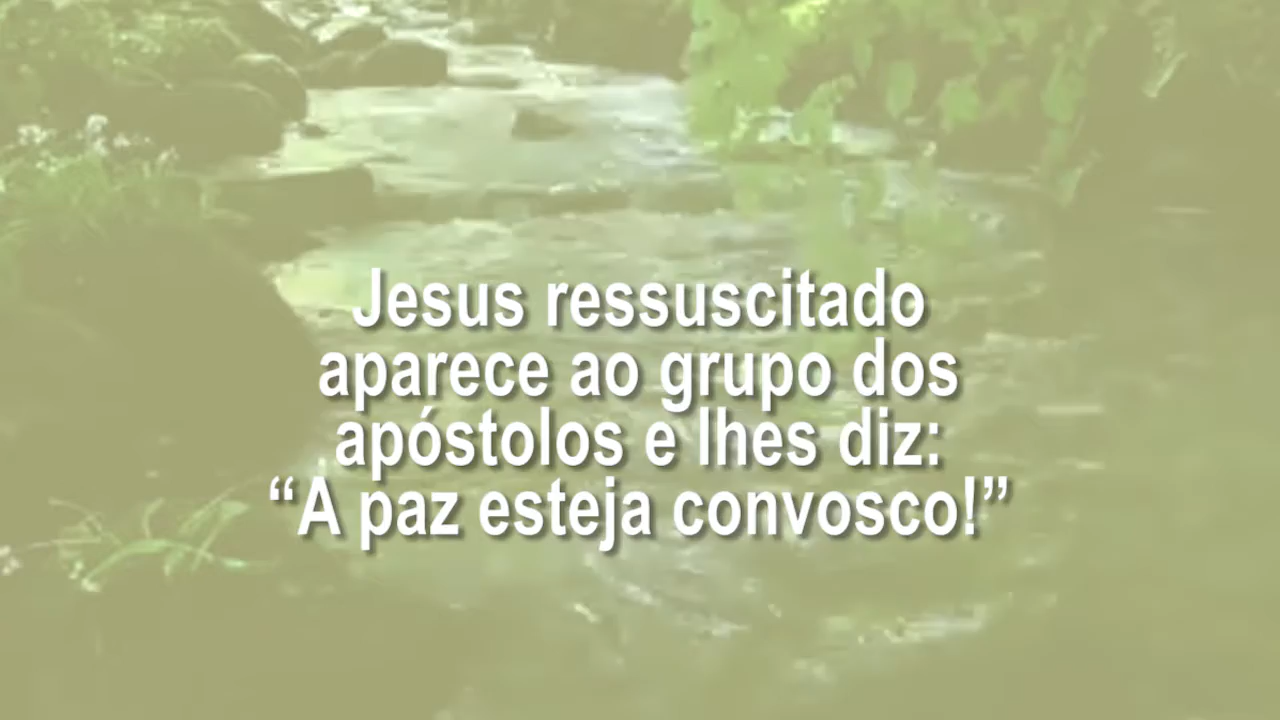 Jesus ressuscitado
aparece ao grupo dos
apóstolos e lhes diz:
“A paz esteja convosco!”